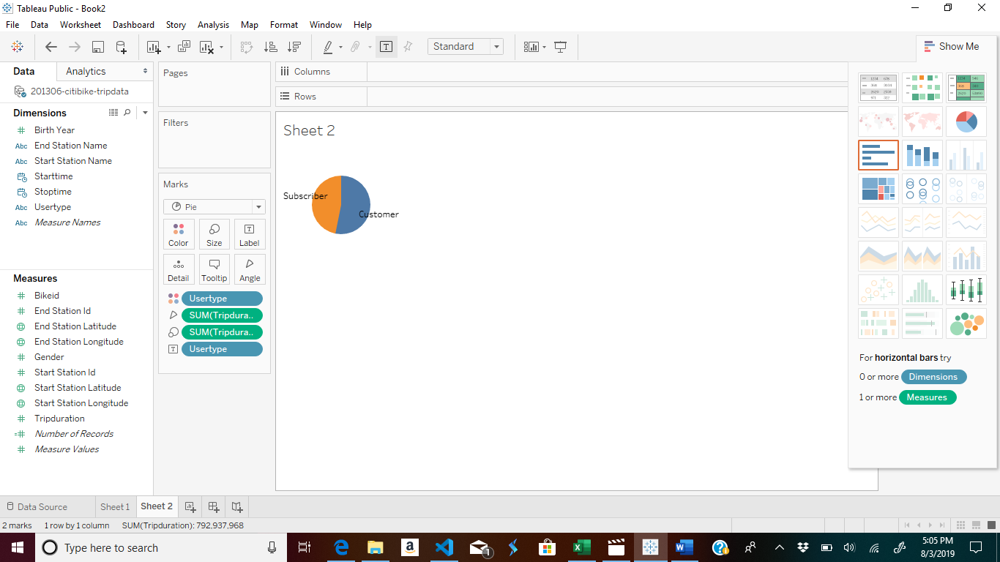 Tableau Public - Book2
File Data Worksheet Dashboard Story Analysis Map Format Window Help
Standard
Show Me
Data Analytics
201306-citibike-tripdata
Dimensions
Birth Year
Abc End Station Name
Abc Start Station Name
Starttime
Stoptime
Abc Usertype
Abc Measure Names
Measures
Bikeid
End Station Id
End Station Latitude
End Station Longitude
Gender
Start Station Id
Start Station Latitude
Start Station Longitude
Tripduration
=# Number of Records
Measure Values
Pages
Filters
Marks
Pie
Color Size Label
Detail Tooltip Angle
Usertype
SUM(Tripdura..
SUM(Tripdura..
Usertype
Columns
Rows
Sheet 2
Subscriber
Customer
For horizontal bars try
0 or more Dimensions
1 or more Measures
Data Source Sheet 1 Sheet 2
2 marks 1 row by 1 column SUM(Tripduration): 792,937,968
Type here to search
1
5:05 PM
8/3/2019